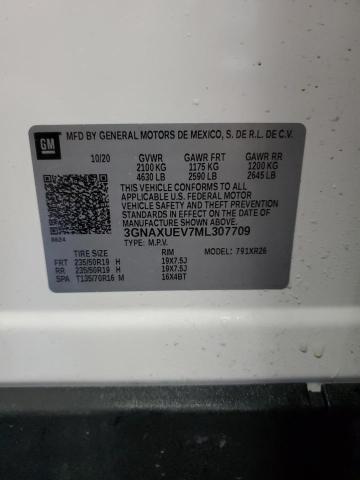 GM
MFD BY GENERAL MOTORS DE MEXICO, S. DE R.L. DE C.V.
10/20 GVWR GAWR FRT GAWR RR
2100 KG 1175 KG 1200 KG
4630 LB 2590 LB 2645 LB
THIS VEHICLE CONFORMS TO ALL
APPLICABLE U.S. FEDERAL MOTOR
VEHICLE SAFETY, BUMPER, AND THEFT
PREVENTION STANDARDS IN EFFECT ON
THE DATE OF MANUFACTURE SHOWN ABOVE.
3GNAXUEV7ML307709
8624 TYPE: M.P.V. MODEL: 791XR26
TIRE SIZE RIM
FRT 235/50R19 H 19X7.5J
RR 235/50R19 H 19X7.5J
SPA T135/70R16 M 16X4BT